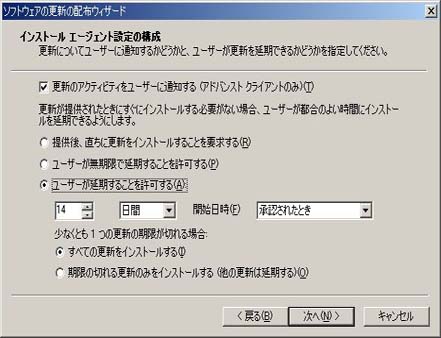 ソフトウェアの更新の配布ウィザード
インストール エージェント設定の構成
更新についてユーザーに通知するかどうかと、ユーザーが更新を延期できるかどうかを指定してください。
更新のアクティビティをユーザーに通知する (アドバンスト クライアントのみ)(T)
更新が提供されたときにすぐにインストールする必要がない場合、ユーザーが都合のよい時間にインストー
ルを延期できるようにします。
提供後、直ちに更新をインストールすることを要求する(R)
ユーザーが無期限で延期することを許可する(P)
ユーザーが延期することを許可する(A):
14 日間 開始日時(F) 承認されたとき
少なくとも 1 つの更新の期限が切れる場合:
すべての更新をインストールする(I)
期限の切れる更新のみをインストールする (他の更新は延期する)(O)
< 戻る(B) 次へ(N) > キャンセル